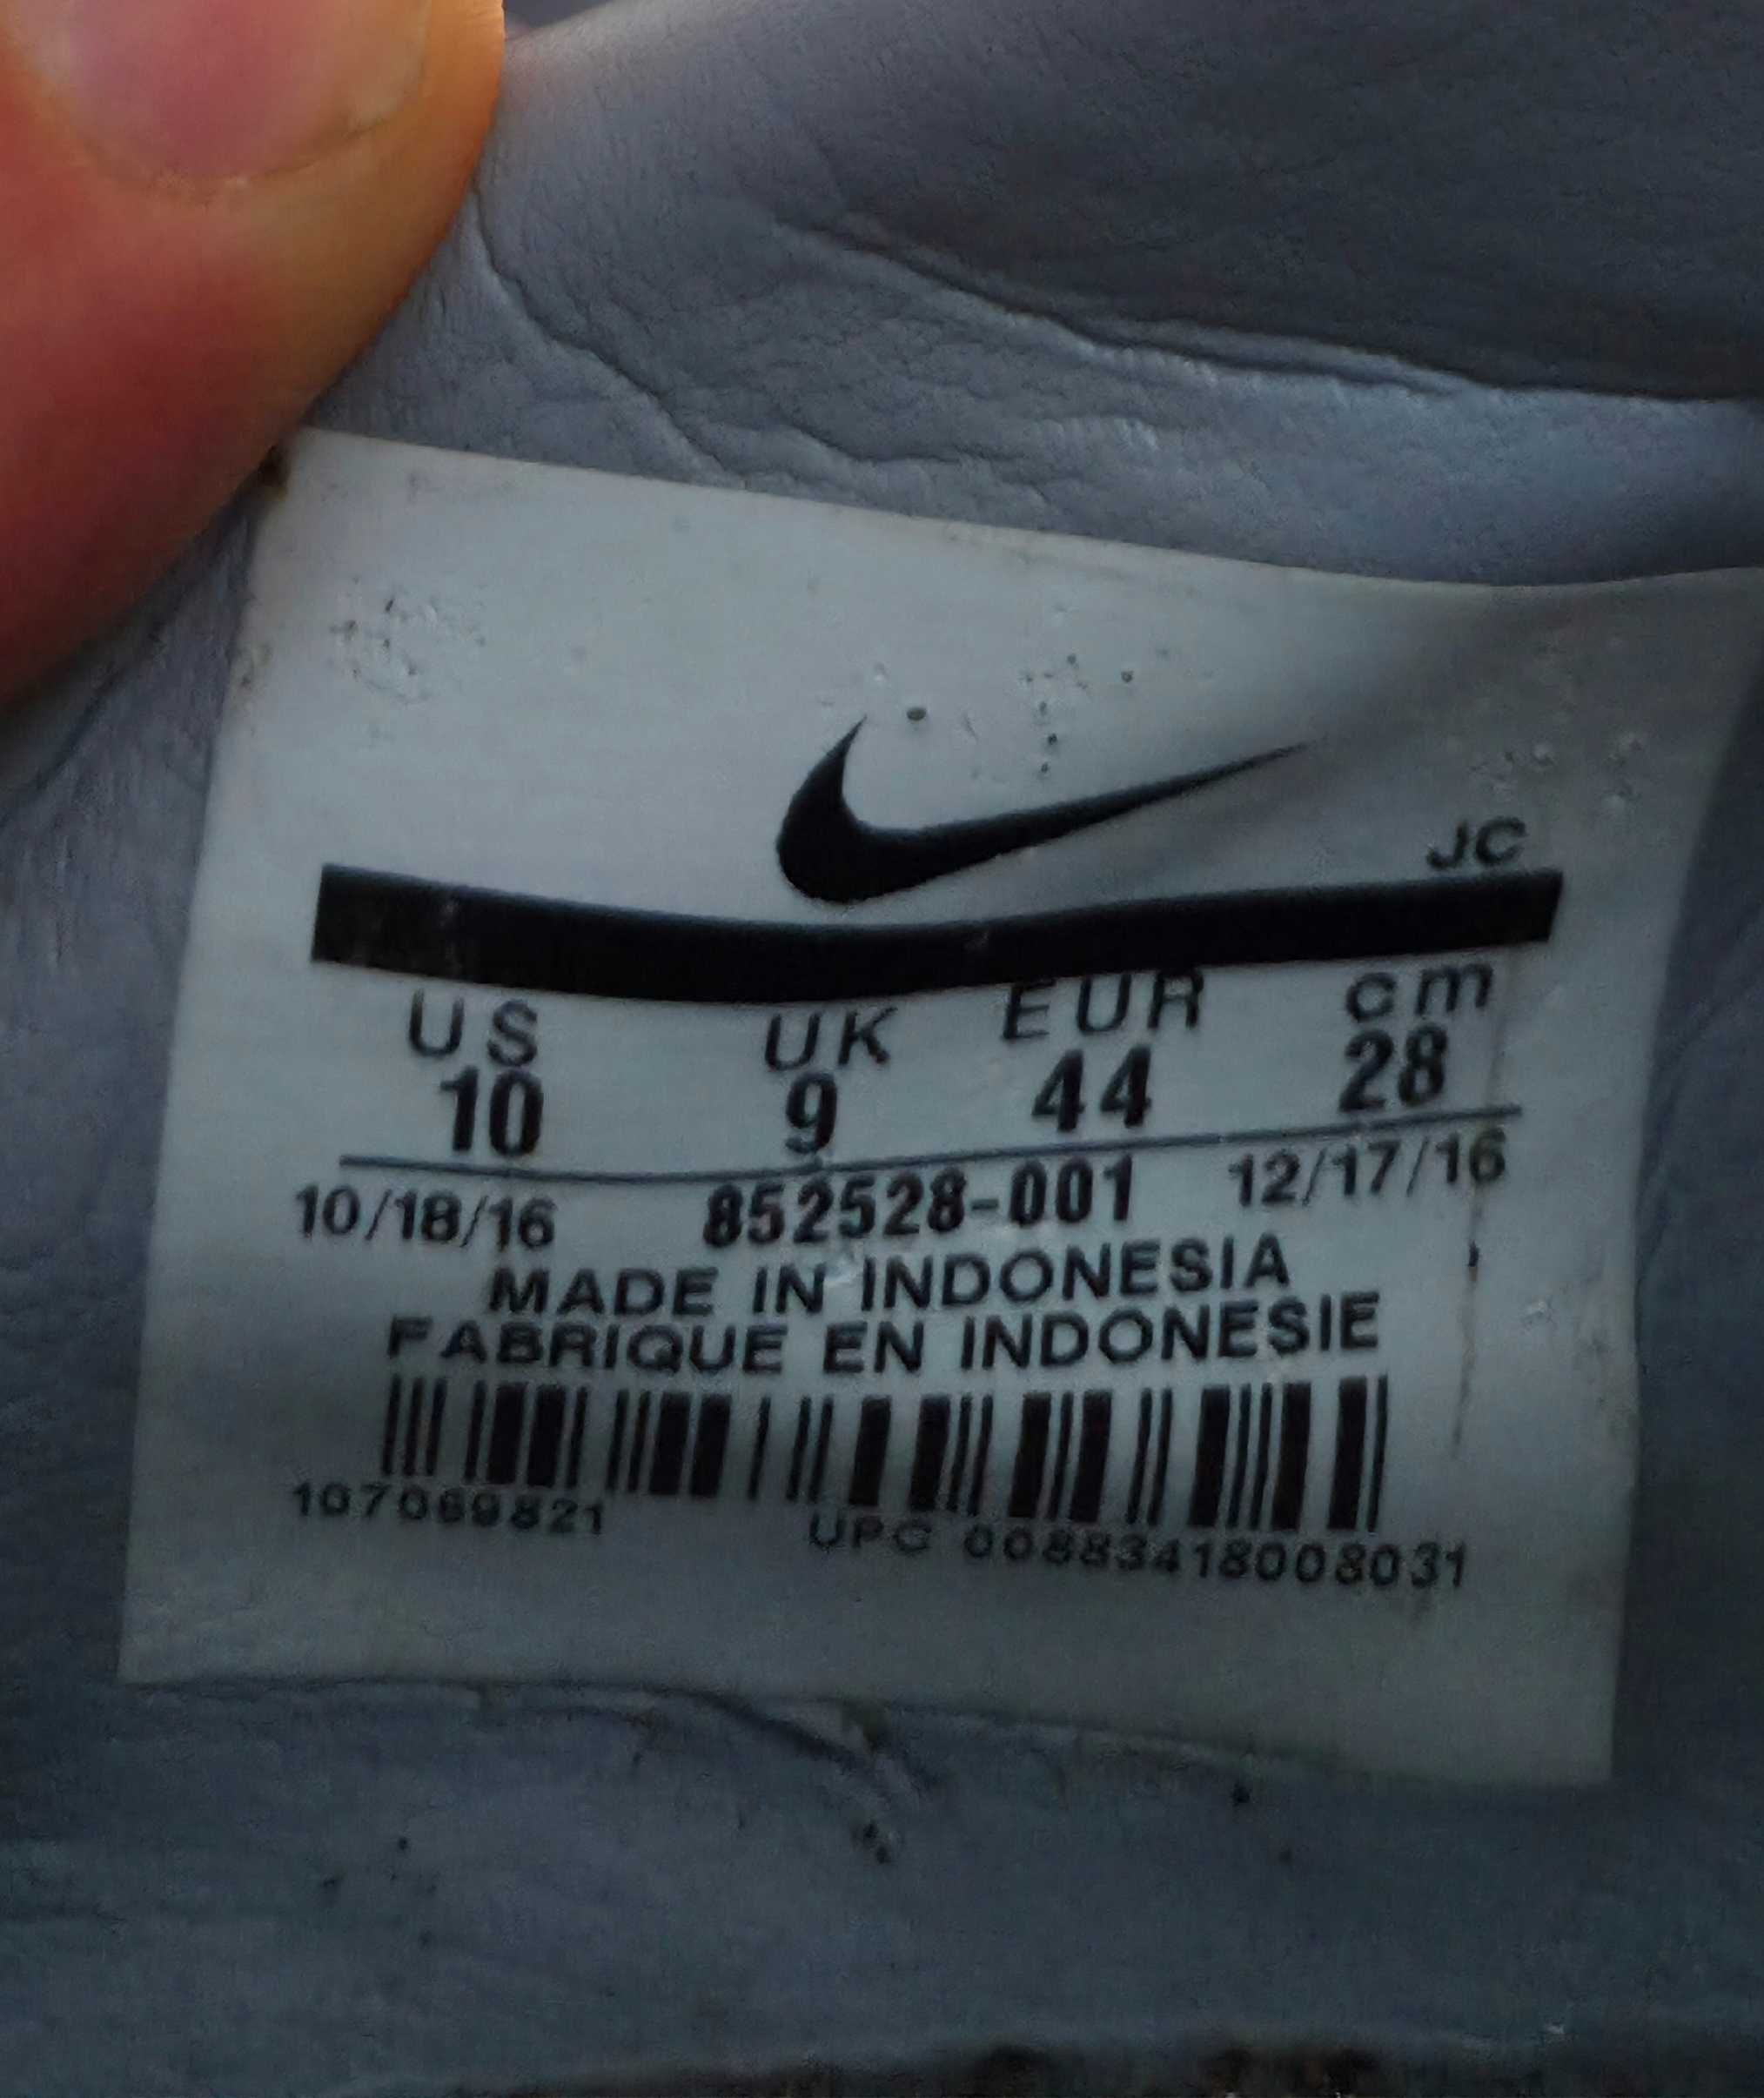 JC
US UK EUR cm
10 9 44 28
10/18/16 852528-001 12/17/16
MADE IN INDONESIA
FABRIQUE EN INDONESIE
107069821 UPC 00883418008031